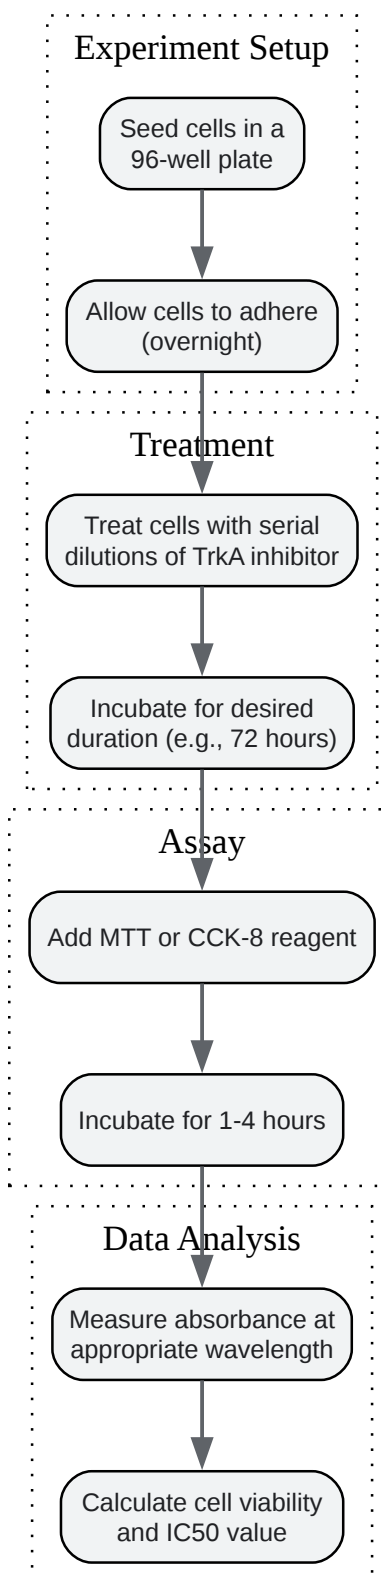 Experiment Setup
Seed cells in a
96-well plate
Allow cells to adhere
(overnight)
Treatment
Treat cells with serial
dilutions of TrkA inhibitor
Incubate for desired
duration (e.g., 72 hours)
Assay
Add MTT or CCK-8 reagent
Incubate for 1-4 hours
Data Analysis
Measure absorbance at
appropriate wavelength
Calculate cell viability
and IC50 value